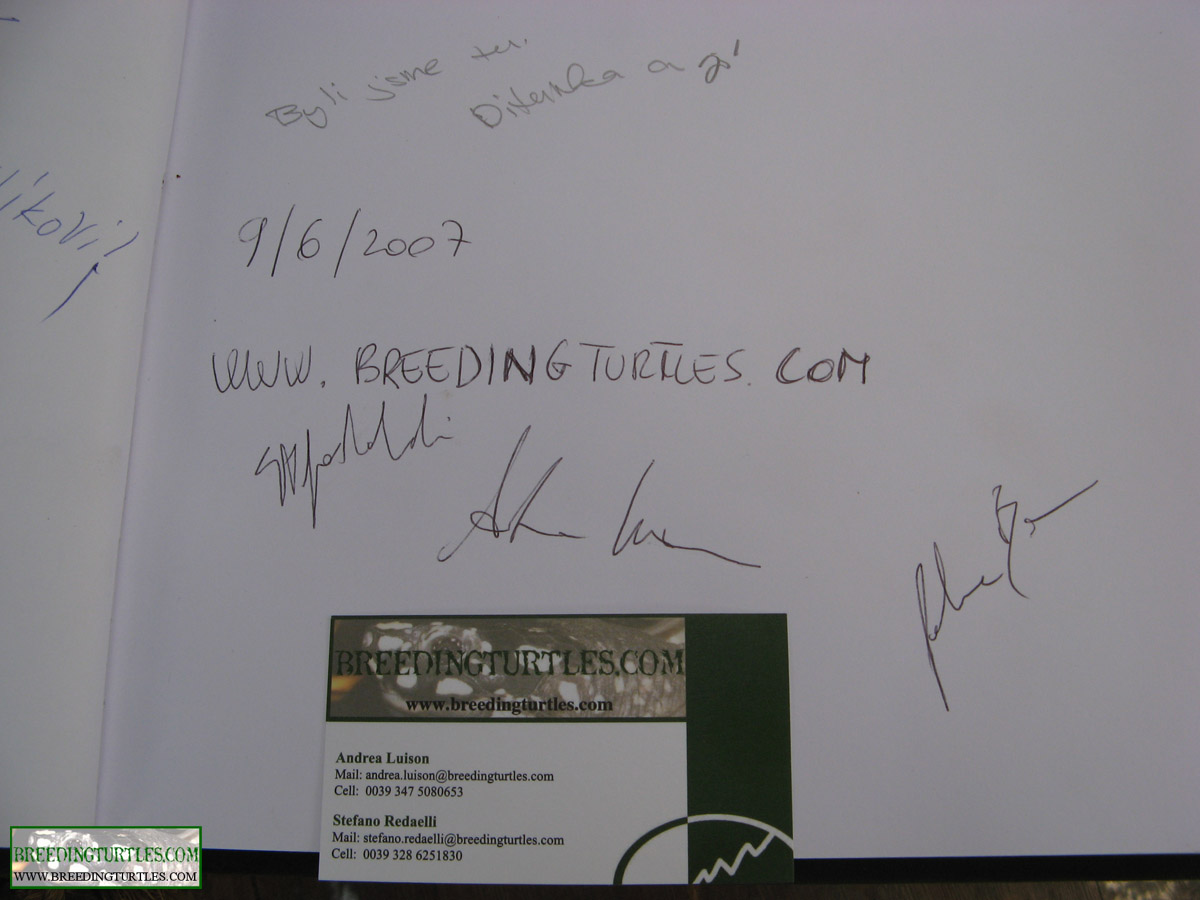 Byli jsme tu.
a já
9/6/2007
WWW. BREEDINGTURTLES. COM
BREEDINGTURTLES.COM
www.breedingturtles.com
Andrea Luison
Mail: andrea.luison@breedingturtles.com
Cell: 0039 347 5080653
Stefano Redaelli
Mail: stefano.redaelli@breedingturtles.com
Cell: 0039 328 6251830
BREEDINGTURTLES.COM
WWW.BREEDINGTURTLES.COM